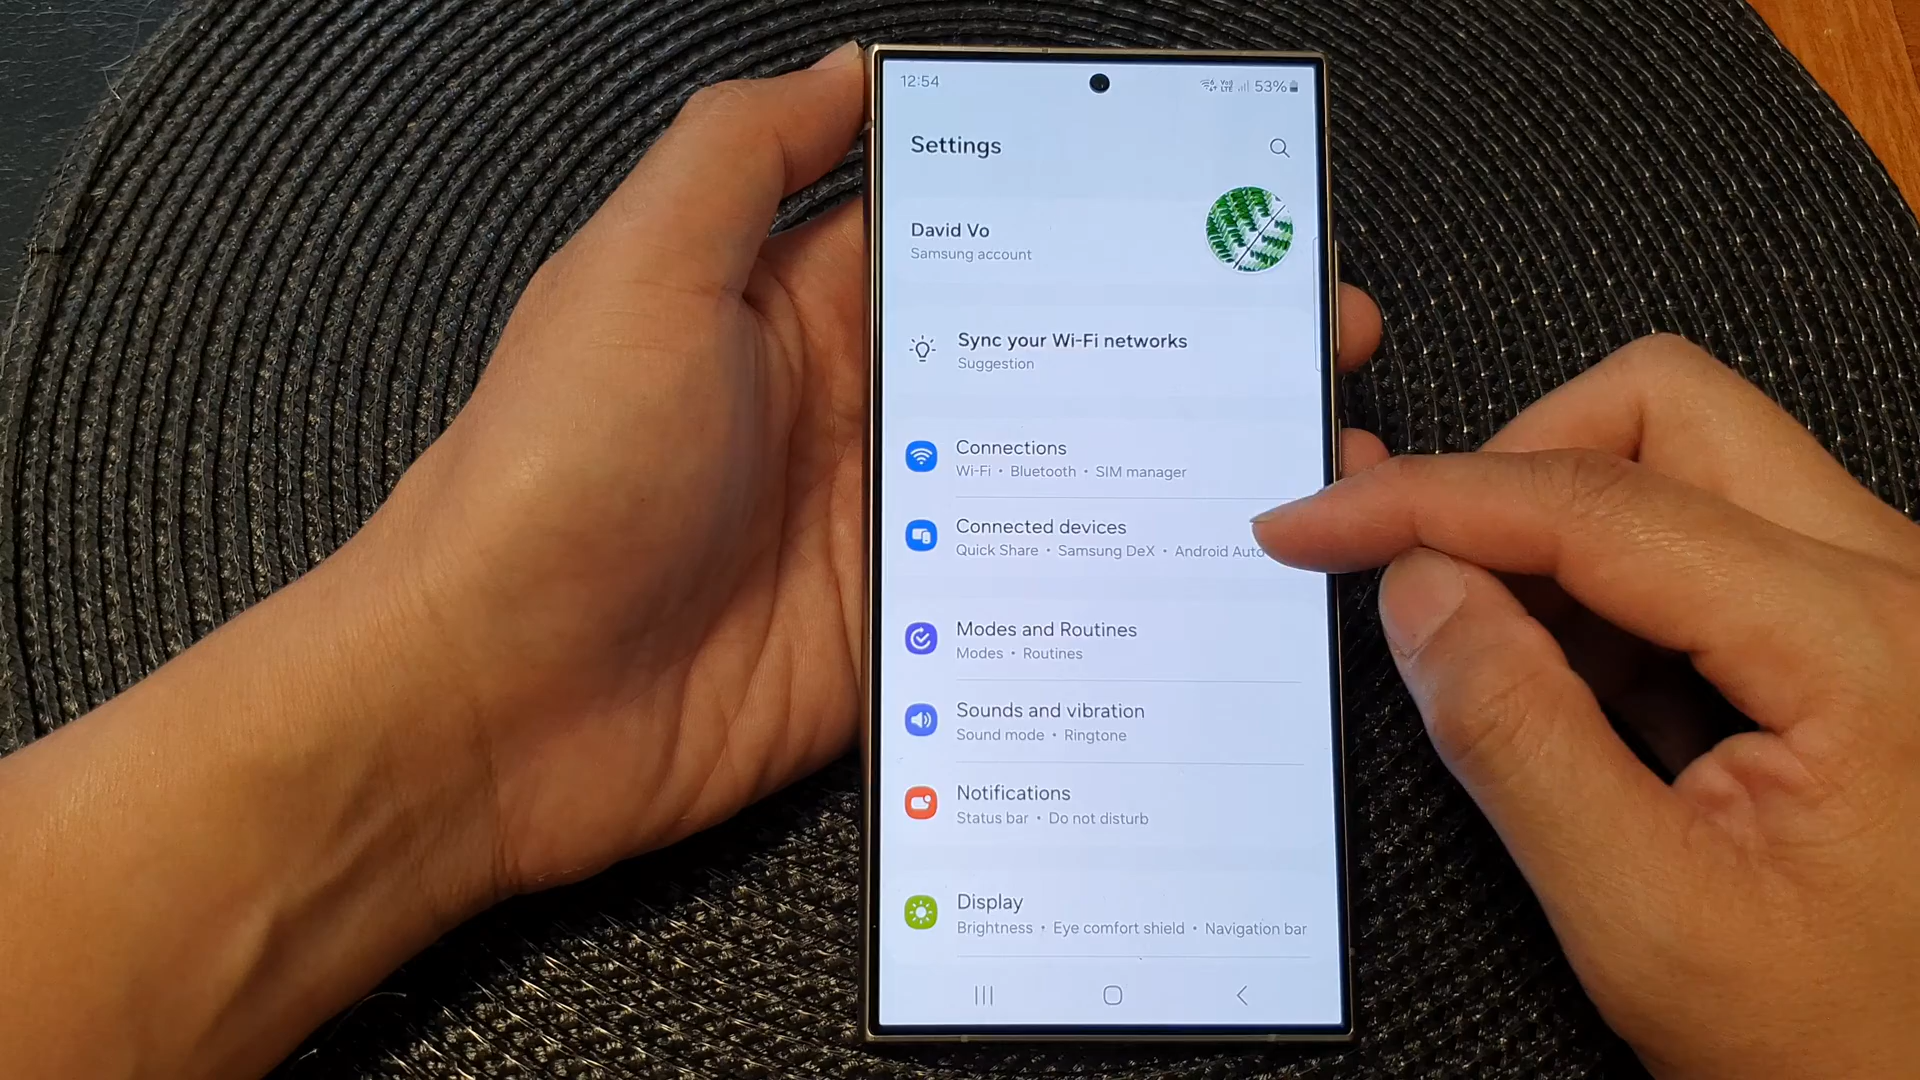 12:54
Vo)) LTE 53%
Settings
David Vo
Samsung account
Sync your Wi-Fi networks
Suggestion
Connections
Wi-Fi • Bluetooth • SIM manager
Connected devices
Quick Share • Samsung DeX • Android Auto
Modes and Routines
Modes • Routines
Sounds and vibration
Sound mode • Ringtone
Notifications
Status bar • Do not disturb
Display
Brightness • Eye comfort shield • Navigation bar